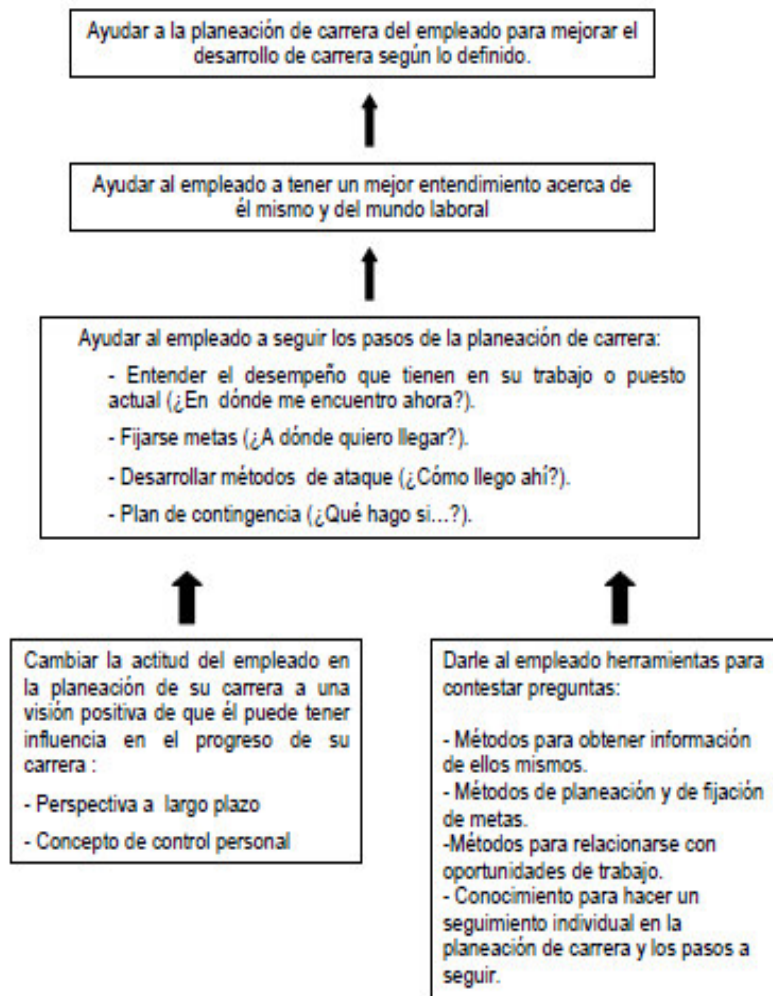 Ayudar a la planeación de carrera del empleado para mejorar el
desarrollo de carrera según lo definido.
Ayudar al empleado a tener un mejor entendimiento acerca de
él mismo y del mundo laboral
Ayudar al empleado a seguir los pasos de la planeación de carrera:
- Entender el desempeño que tienen en su trabajo o puesto
actual (¿En dónde me encuentro ahora?).
- Fijarse metas (¿A dónde quiero llegar?).
- Desarrollar métodos de ataque (¿Cómo llego ahí?).
- Plan de contingencia (¿Qué hago si...?).
Cambiar la actitud del empleado en
la planeación de su carrera a una
visión positiva de que él puede tener
influencia en el progreso de su
carrera :
- Perspectiva a largo plazo
- Concepto de control personal
Darle al empleado herramientas para
contestar preguntas:
- Métodos para obtener información
de ellos mismos.
- Métodos de planeación y de fijación
de metas.
-Métodos para relacionarse con
oportunidades de trabajo.
- Conocimiento para hacer un
seguimiento individual en la
planeación de carrera y los pasos a
seguir.